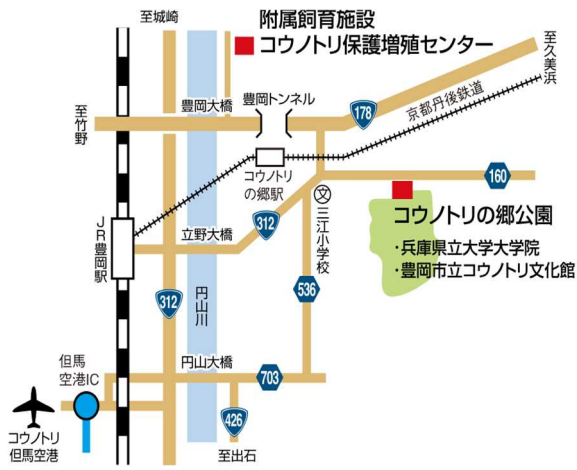 至城崎
附属飼育施設
コウノトリ保護増殖センター
至久美浜
豊岡大橋
豊岡トンネル
178
京都丹後鉄道
至竹野
コウノトリ
の郷駅
160
文
三江小学校
コウノトリの郷公園
・兵庫県立大学大学院
・豊岡市立コウノトリ文化館
JR豊岡駅
立野大橋
312
536
312
円山川
但馬
空港IC
円山大橋
703
426
コウノトリ
但馬空港
至出石